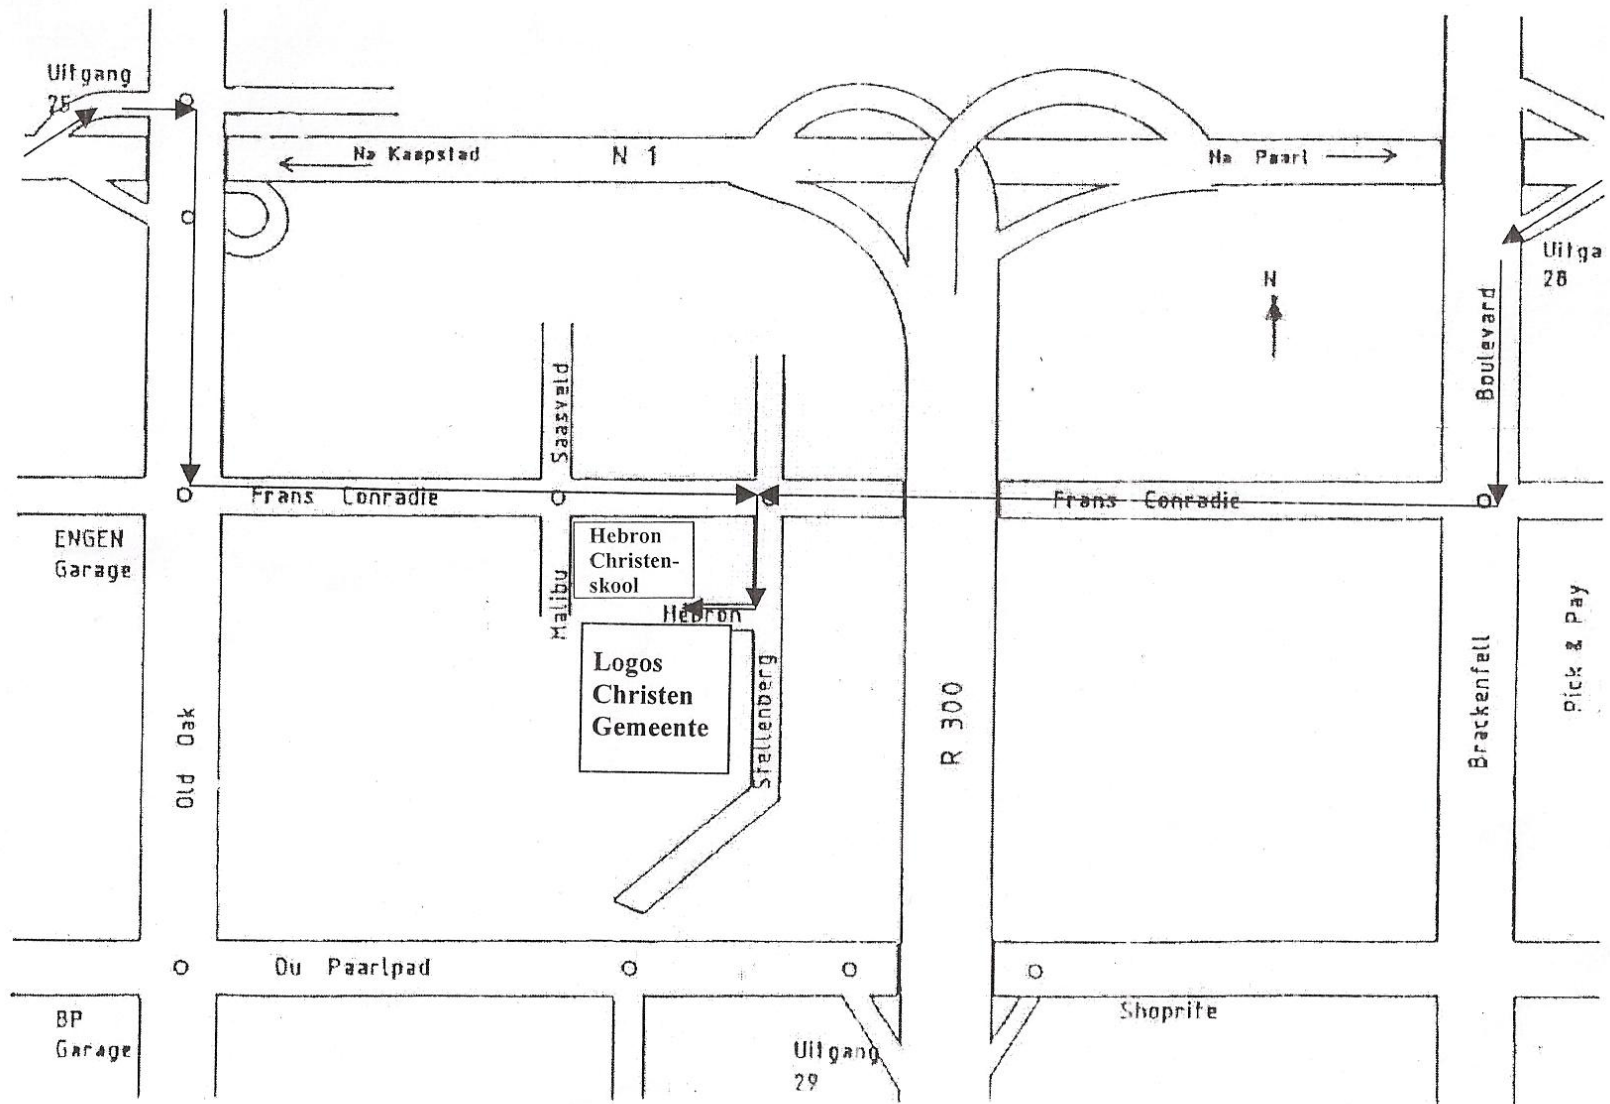 Uitgang
25
Na Kaapstad
N 1
Na Paarl
Uitga
28
N
Boulevard
Saasveld
Frans Conradie
Frans Conradie
ENGEN
Garage
Hebron
Christen-
skool
Malibu
Hebron
Logos
Christen
Gemeente
Stellenberg
Old Oak
R 300
Brackenfell
Pick & Pay
Ou Paarlpad
BP
Garage
Uitgang
29
Shoprite